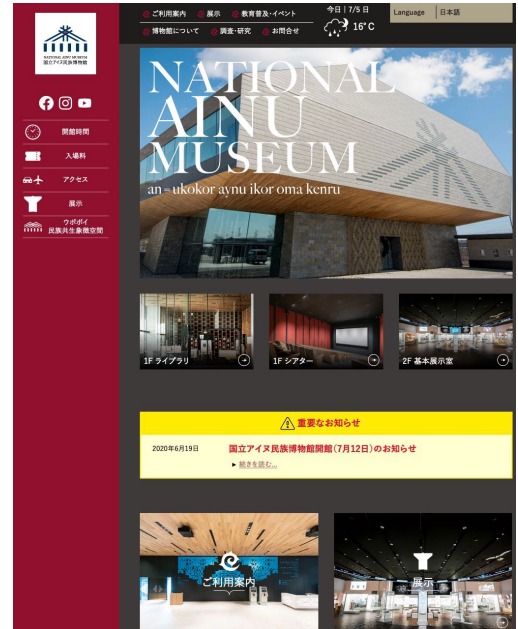 NATIONAL AINU MUSEUM
国立アイヌ民族博物館
開館時間
入場料
アクセス
展示
ウポポイ
民族共生象徴空間
ご利用案内
展示
教育普及・イベント
博物館について
調査・研究
お問合せ
今日 | 7/5 日
16°C
Language
日本語
NATIONAL
AINU
MUSEUM
an=ukokor aynu ikor oma kenru
1F ライブラリ
1F シアター
2F 基本展示室
重要なお知らせ
2020年6月19日
国立アイヌ民族博物館開館(7月12日)のお知らせ
► 続きを読む...
ご利用案内
展示